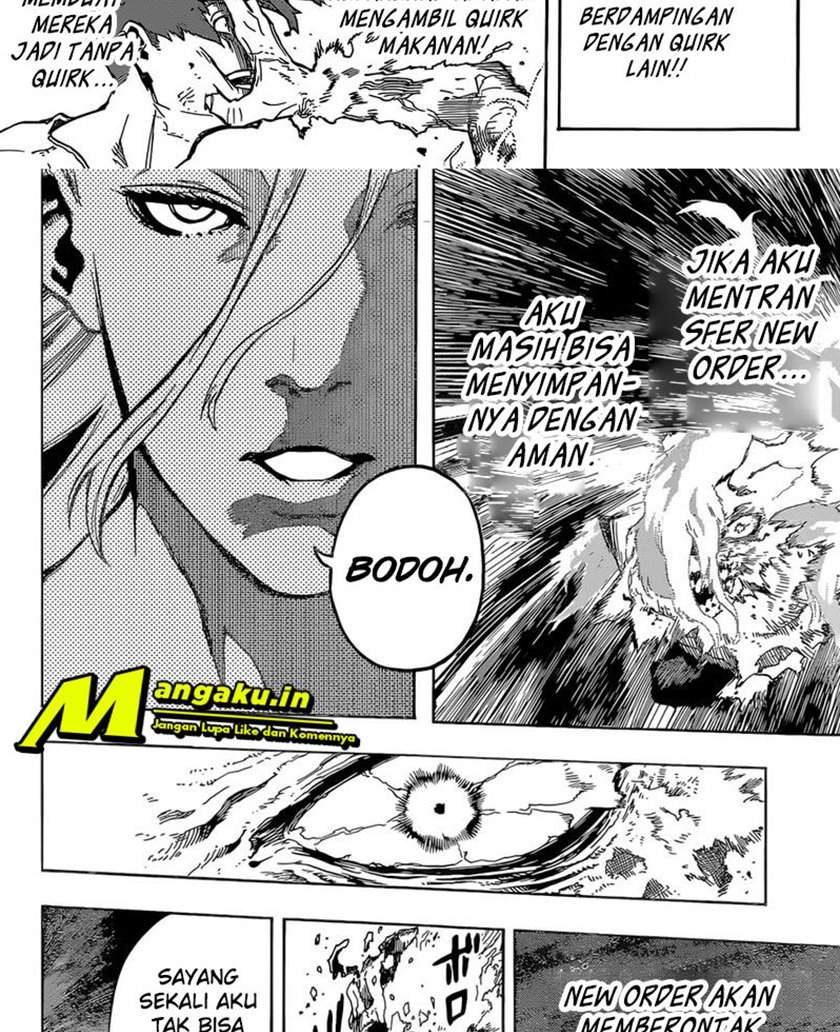 BERDAMPINGAN
DENGAN QUIRK
LAIN!!
MENGAMBIL QUIRK
MAKANAN!
MEREKA
JADI TANPA
QUIRK...
JIKA AKU
MENTRAN
SFER NEW
ORDER...
AKU
MASIH BISA
MENYIMPAN-
NYA DENGAN
AMAN.
BODOH.
Mangaku.in
Jangan Lupa Like dan Komennya
NEW ORDER AKAN
MEMBERONTAK
ボロ
SAYANG
SEKALI AKU
TAK BISA